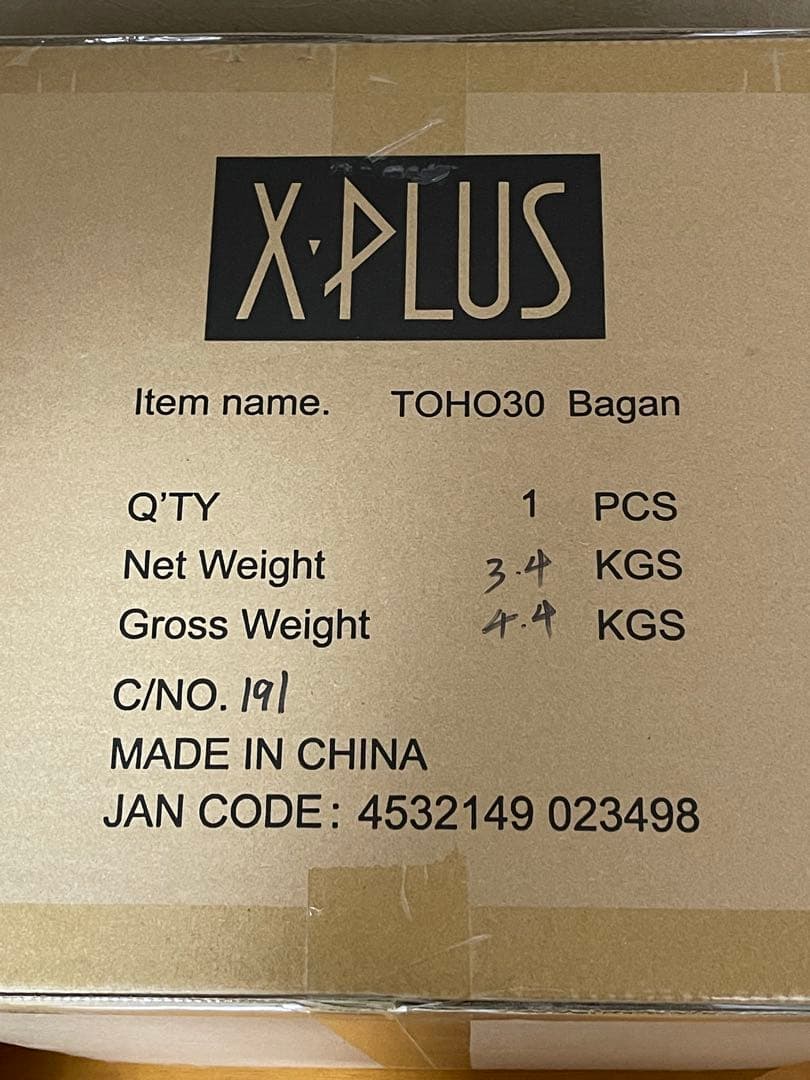 X·PLUS
Item name. TOHO30 Bagan
Q'TY 1 PCS
Net Weight 3.4 KGS
Gross Weight 4.4 KGS
C/NO. 191
MADE IN CHINA
JAN CODE: 4532149 023498